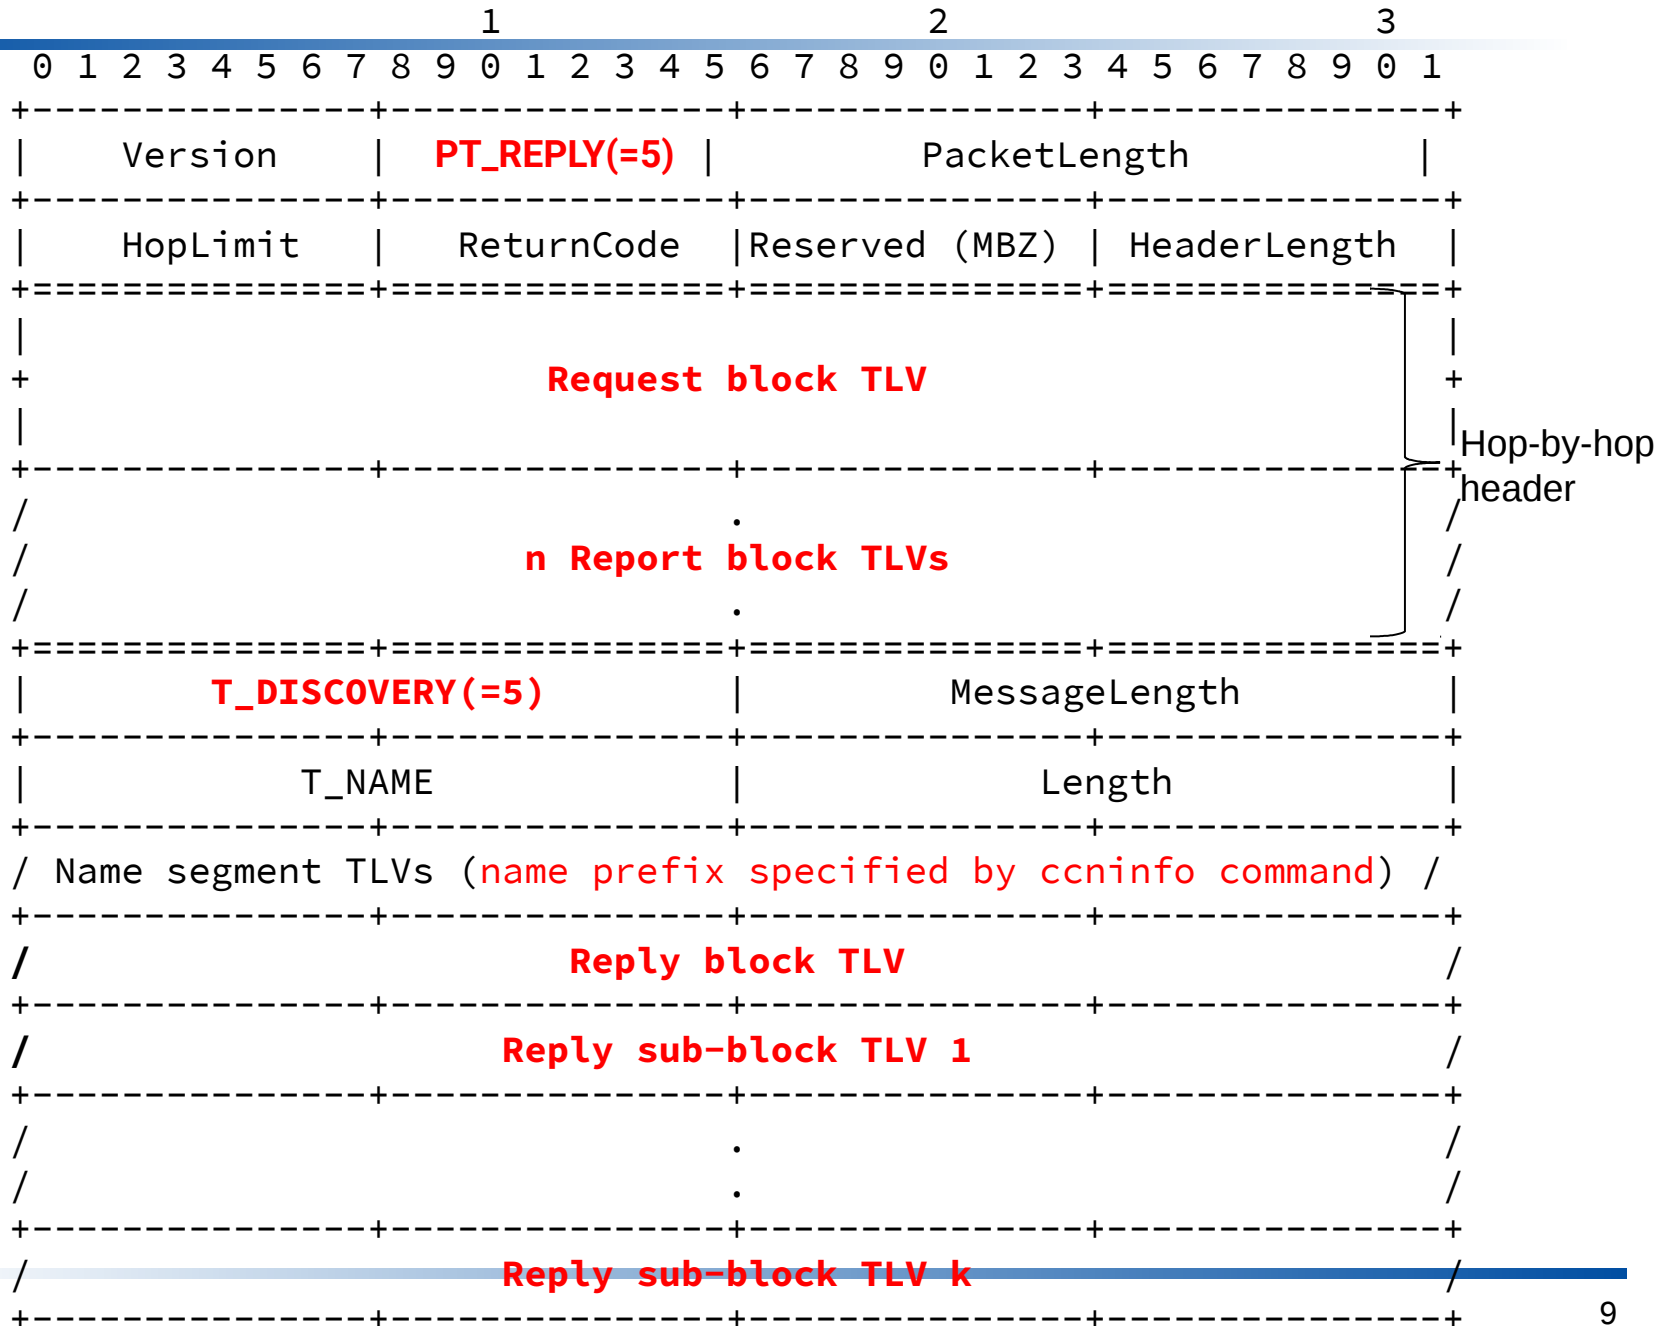 1 2 3
0 1 2 3 4 5 6 7 8 9 0 1 2 3 4 5 6 7 8 9 0 1 2 3 4 5 6 7 8 9 0 1
+---------------+---------------+---------------+---------------+
| Version | PT_REPLY(=5) | PacketLength |
+---------------+---------------+---------------+---------------+
| HopLimit | ReturnCode |Reserved (MBZ) | HeaderLength |
+===============+===============+===============+===============+
| |
+ Request block TLV +
| |
Hop-by-hop
header
+---------------+---------------+---------------+---------------+
/ . /
/ n Report block TLVs /
/ . /
+===============+===============+===============+===============+
| T_DISCOVERY(=5) | MessageLength |
+---------------+---------------+---------------+---------------+
| T_NAME | Length |
+---------------+---------------+---------------+---------------+
/ Name segment TLVs (name prefix specified by ccninfo command) /
+---------------+---------------+---------------+---------------+
/ Reply block TLV /
+---------------+---------------+---------------+---------------+
/ Reply sub-block TLV 1 /
+---------------+---------------+---------------+---------------+
/ . /
/ . /
+---------------+---------------+---------------+---------------+
/ Reply sub-block TLV k /
+---------------+---------------+---------------+---------------+
9